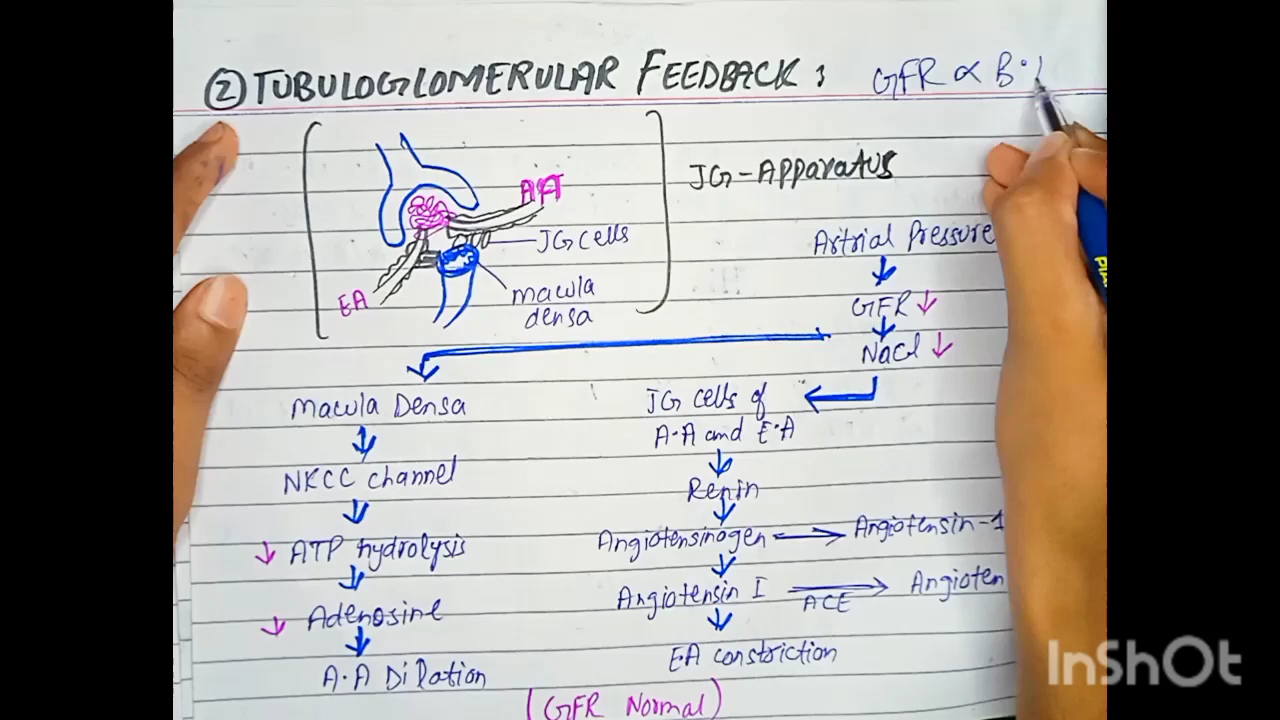 ② TUBULOGLOMERULAR FEEDBACK : GFR ∝ B.
JG-Apparatus
AA
JG cells
EA
macula
densa
Artrial Pressure
↓
GFR ↓
↓
NaCl ↓
Macula Densa
↓
NKCC channel
↓
↓ ATP hydrolysis
↓
↓ Adenosine
↓
A.A Dilation
JG cells of
A.A and E.A
↓
Renin
↓
Angiotensinogen ⟶ Angiotensin-1
↓
Angiotensin I ⟶ Angioten
ACE
↓
EA constriction
(GFR Normal)
InShOt